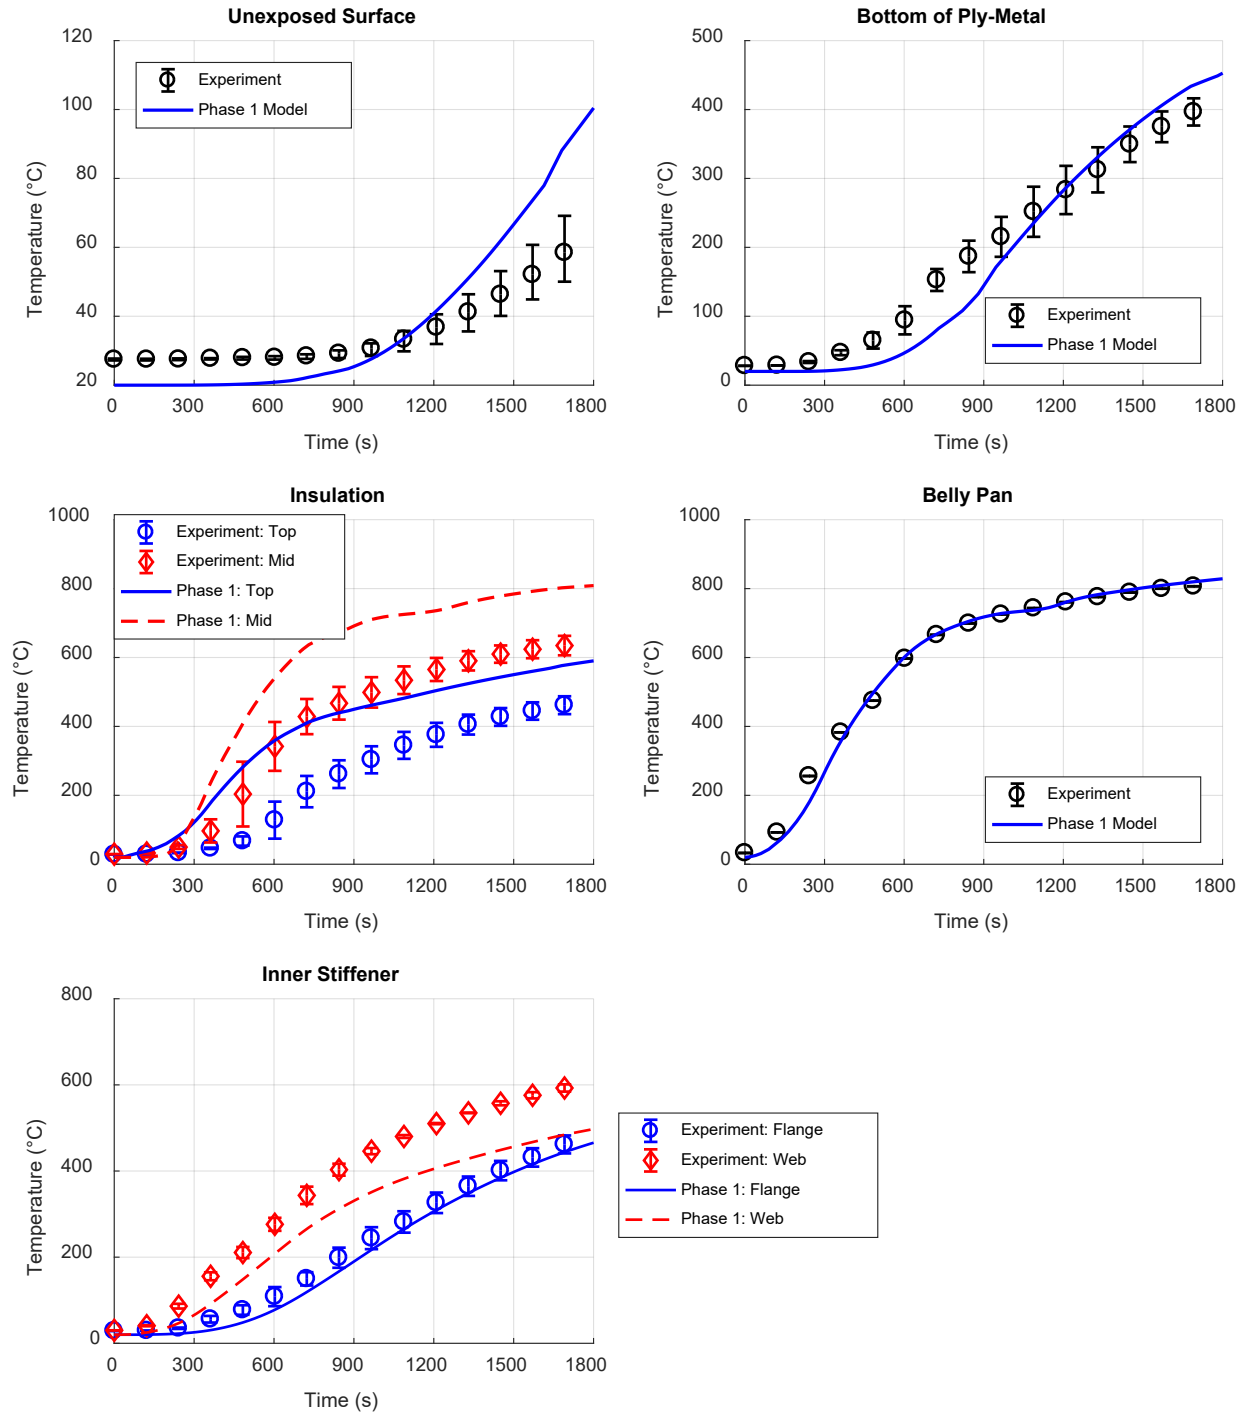 Unexposed Surface
120
100
80
60
40
20
Temperature (°C)
0 300 600 900 1200 1500 1800
Time (s)
Experiment
Phase 1 Model
Bottom of Ply-Metal
500
400
300
200
100
0
Temperature (°C)
0 300 600 900 1200 1500 1800
Time (s)
Experiment
Phase 1 Model
Insulation
1000
800
600
400
200
0
Temperature (°C)
0 300 600 900 1200 1500 1800
Time (s)
Experiment: Top
Experiment: Mid
Phase 1: Top
Phase 1: Mid
Belly Pan
1000
800
600
400
200
0
Temperature (°C)
0 300 600 900 1200 1500 1800
Time (s)
Experiment
Phase 1 Model
Inner Stiffener
800
600
400
200
0
Temperature (°C)
0 300 600 900 1200 1500 1800
Time (s)
Experiment: Flange
Experiment: Web
Phase 1: Flange
Phase 1: Web